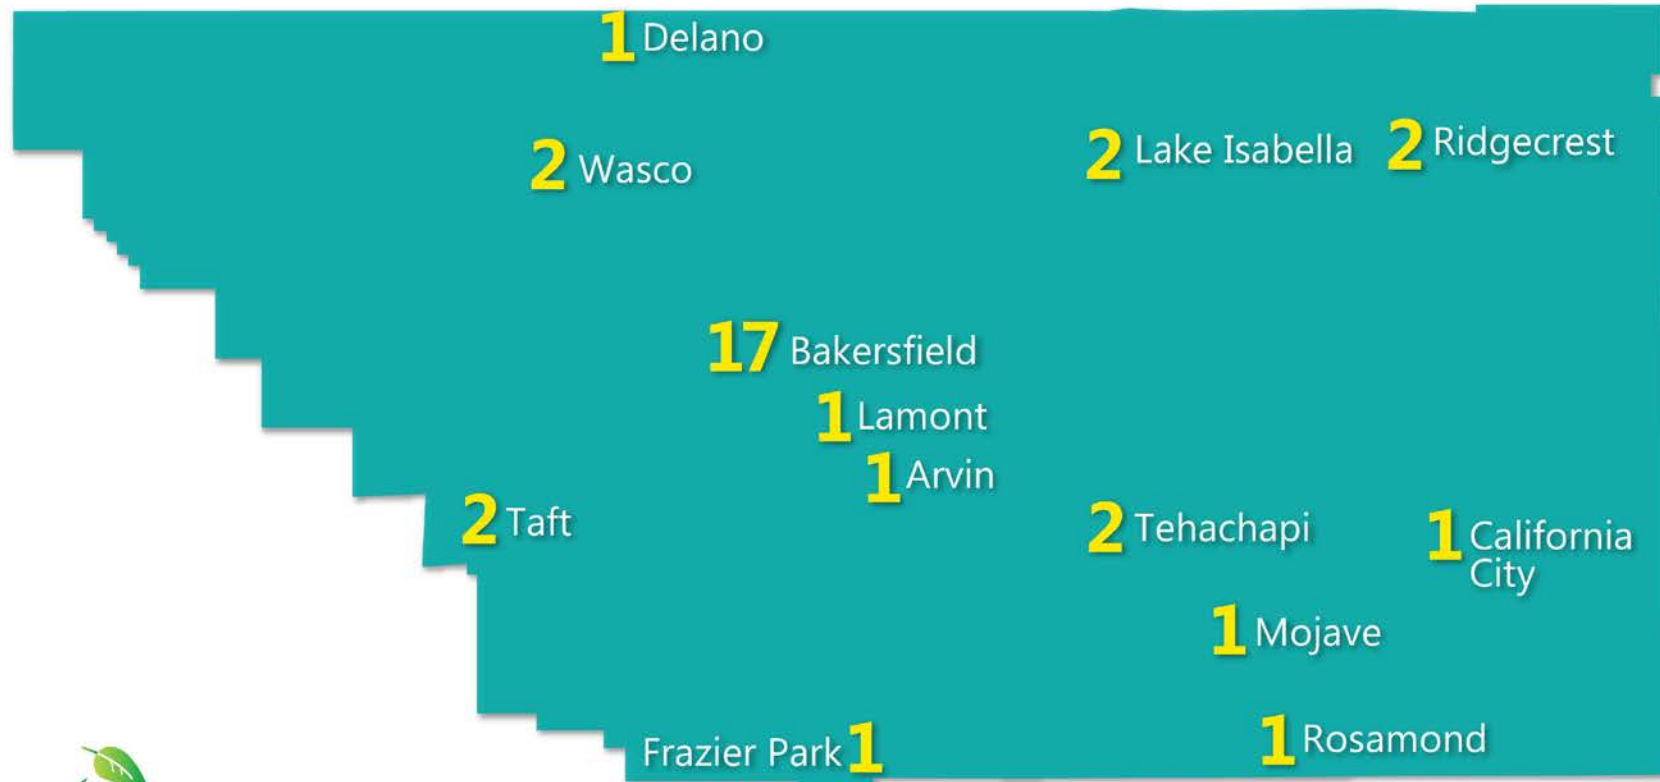 1 Delano
2 Wasco
2 Lake Isabella
2 Ridgecrest
17 Bakersfield
1 Lamont
1 Arvin
2 Taft
2 Tehachapi
1 California
City
1 Mojave
Frazier Park 1
1 Rosamond